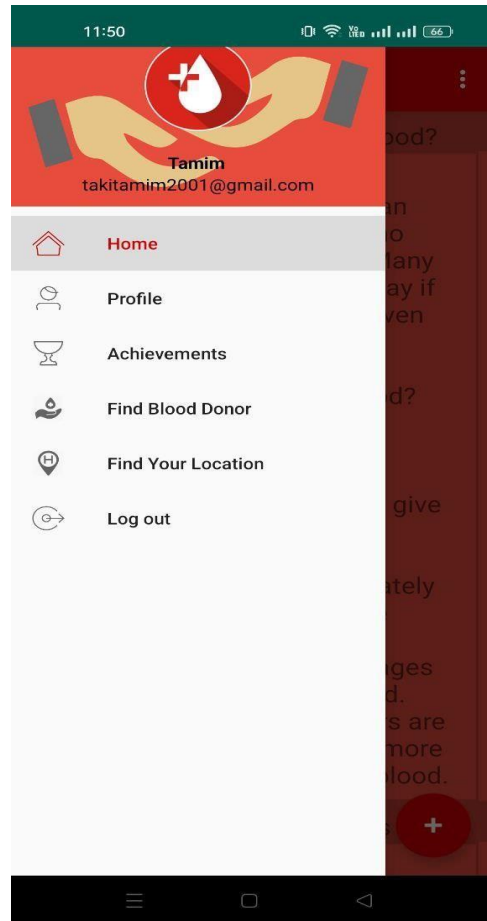 11:50
66
ood?
Tamim
takitamim2001@gmail.com
an
Home
lany
Profile
ay if
ven
Achievements
d?
Find Blood Donor
Find Your Location
give
Log out
ately
ages
d.
s are
more
lood.
s
+